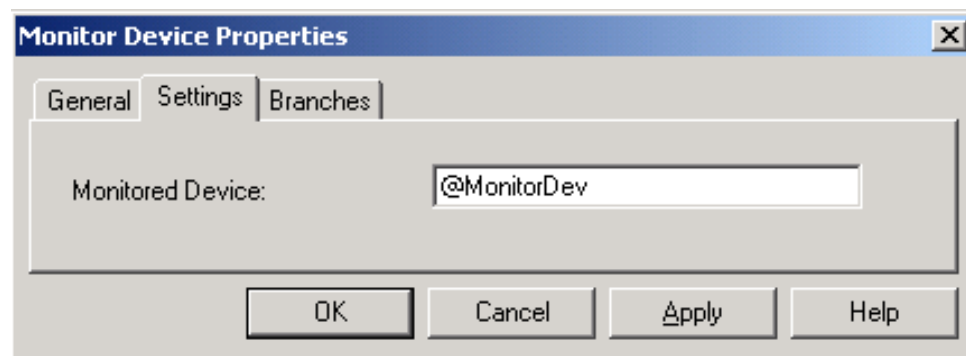 Monitor Device Properties
General Settings Branches
Monitored Device: @MonitorDev
OK Cancel Apply Help